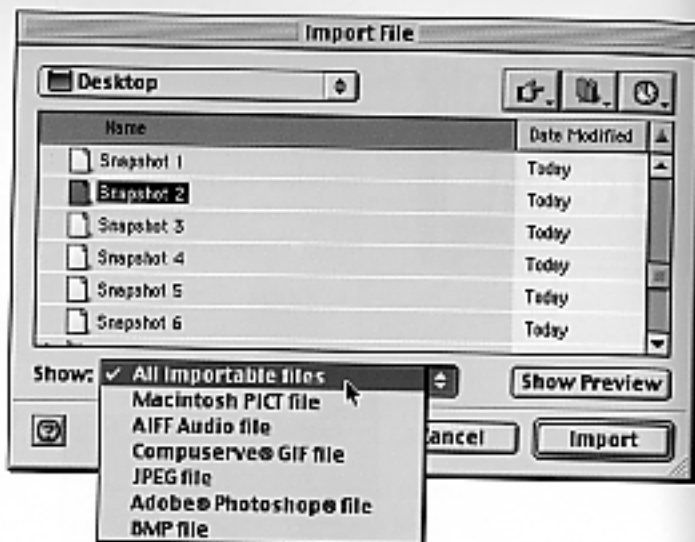 Import File
Desktop
Name Date Modified
Snapshot 1 Today
Snapshot 2 Today
Snapshot 3 Today
Snapshot 4 Today
Snapshot 5 Today
Snapshot 6 Today
Show: ✓ All Importable files Show Preview
Macintosh PICT file
AIFF Audio file
Compuserve® GIF file
JPEG file
Adobe® Photoshop® file
BMP file
Cancel Import